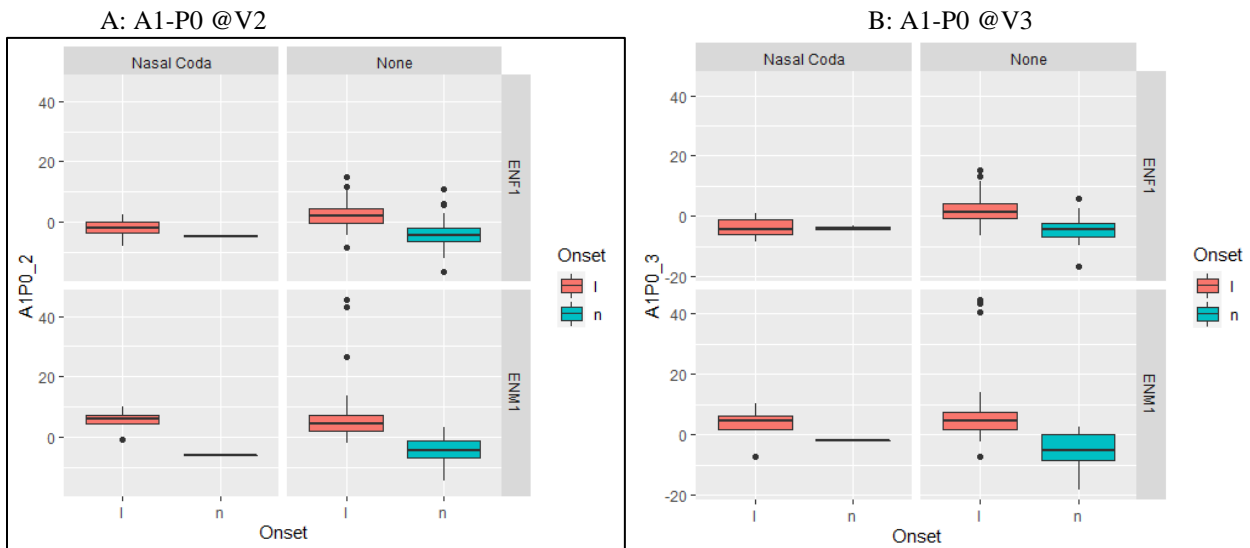 A: A1-P0 @V2
Nasal Coda
None
40
20
0
ENF1
40
20
0
ENM1
A1P0_2
l
n
l
n
Onset
Onset
l
n
B: A1-P0 @V3
Nasal Coda
None
40
20
0
-20
ENF1
40
20
0
-20
ENM1
A1P0_3
l
n
l
n
Onset
Onset
l
n